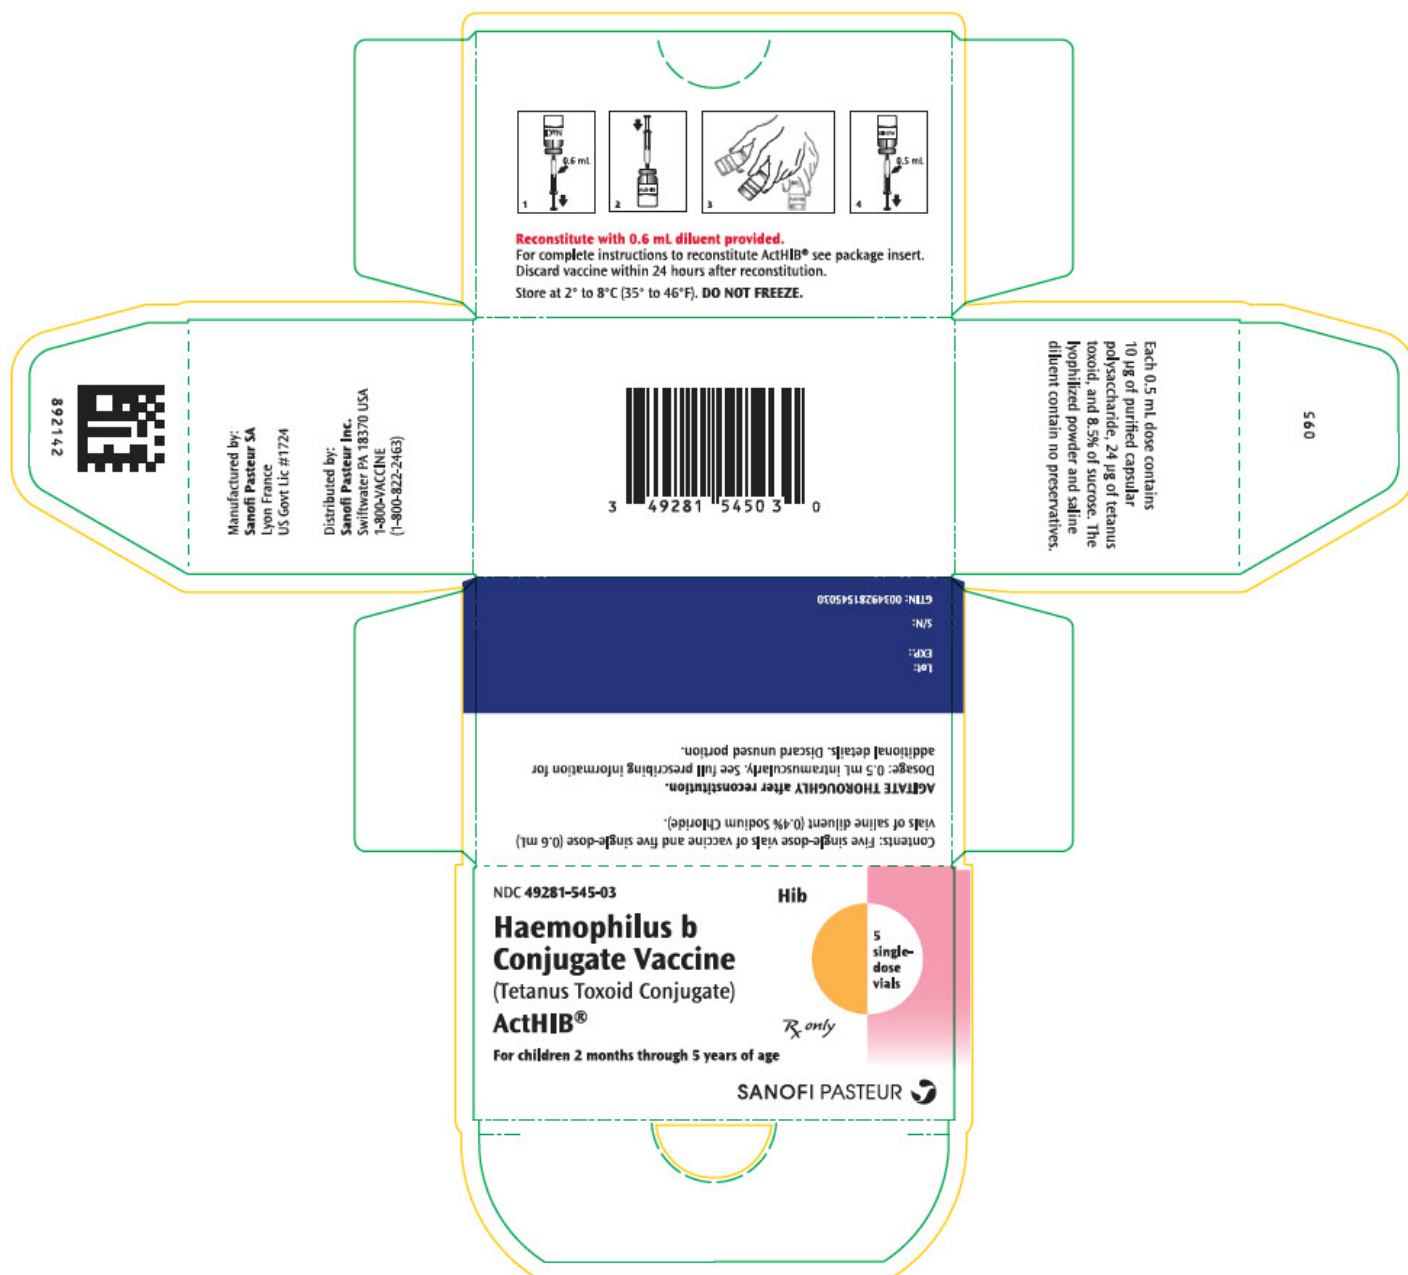 0.6 mL
0.5 mL
1
2
3
4
Reconstitute with 0.6 mL diluent provided.
For complete instructions to reconstitute ActHIB® see package insert.
Discard vaccine within 24 hours after reconstitution.
Store at 2° to 8°C (35° to 46°F). DO NOT FREEZE.
892142
Manufactured by:
Sanofi Pasteur SA
Lyon France
US Govt Lic #1724
Distributed by:
Sanofi Pasteur Inc.
Swiftwater PA 18370 USA
1-800-VACCINE
(1-800-822-2463)
3 49281 54503 0
Each 0.5 mL dose contains
10 µg of purified capsular
polysaccharide, 24 µg of tetanus
toxoid, and 8.5% of sucrose. The
lyophilized powder and saline
diluent contain no preservatives.
560
Contents: Five single-dose vials of vaccine and five single-dose (0.6 mL)
vials of saline diluent (0.4% Sodium Chloride).
AGITATE THOROUGHLY after reconstitution.
Dosage: 0.5 mL intramuscularly. See full prescribing information for
additional details. Discard unused portion.
Lot:
EXP.:
S/N:
GTIN: 00349281545030
NDC 49281-545-03
Hib
Haemophilus b
Conjugate Vaccine
(Tetanus Toxoid Conjugate)
ActHIB®
For children 2 months through 5 years of age
5
single-
dose
vials
Rx only
SANOFI PASTEUR